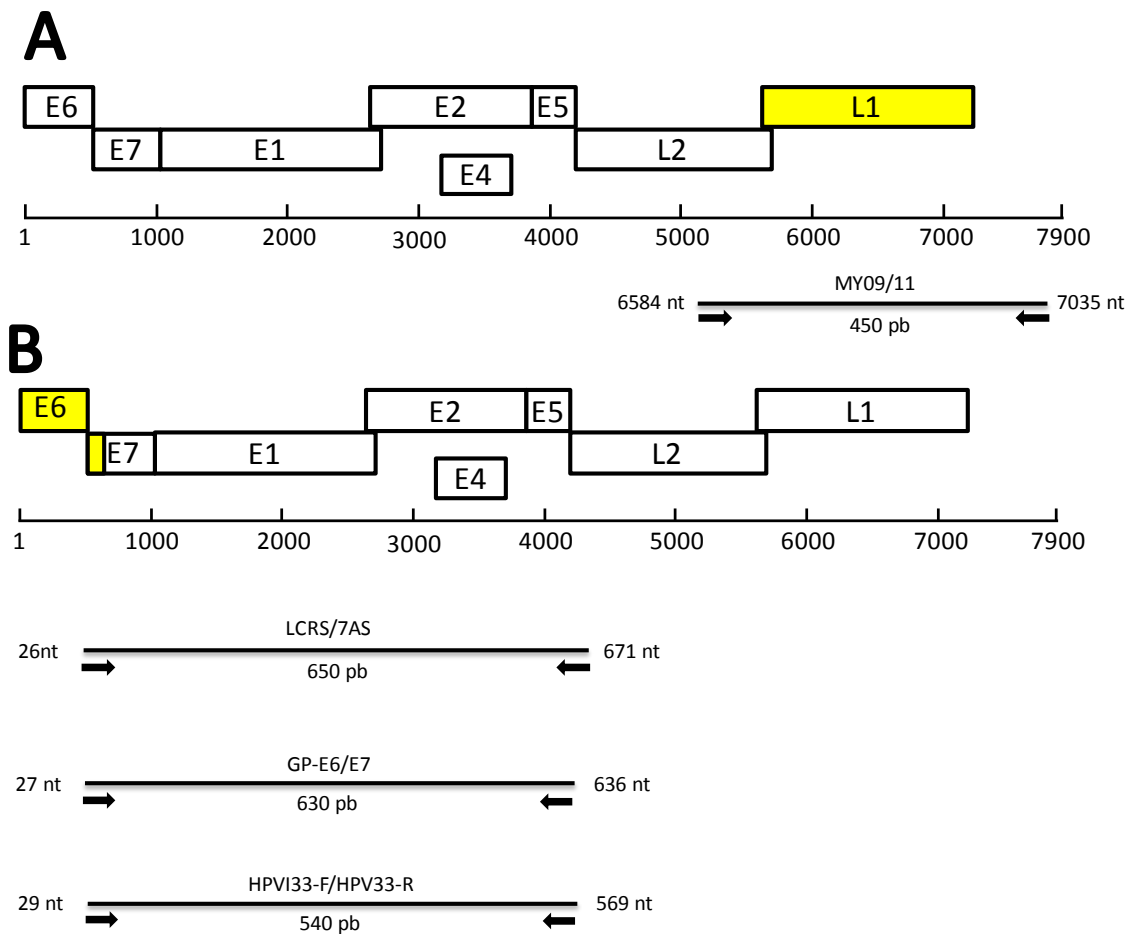 A
E6 E2 E5 L1
E7 E1 L2
E4
1 1000 2000 3000 4000 5000 6000 7000 7900
MY09/11
6584 nt 7035 nt
450 pb
B
E6 E2 E5 L1
E7 E1 L2
E4
1 1000 2000 3000 4000 5000 6000 7000 7900
LCRS/7AS
26nt 671 nt
650 pb
GP-E6/E7
27 nt 636 nt
630 pb
HPVI33-F/HPV33-R
29 nt 569 nt
540 pb